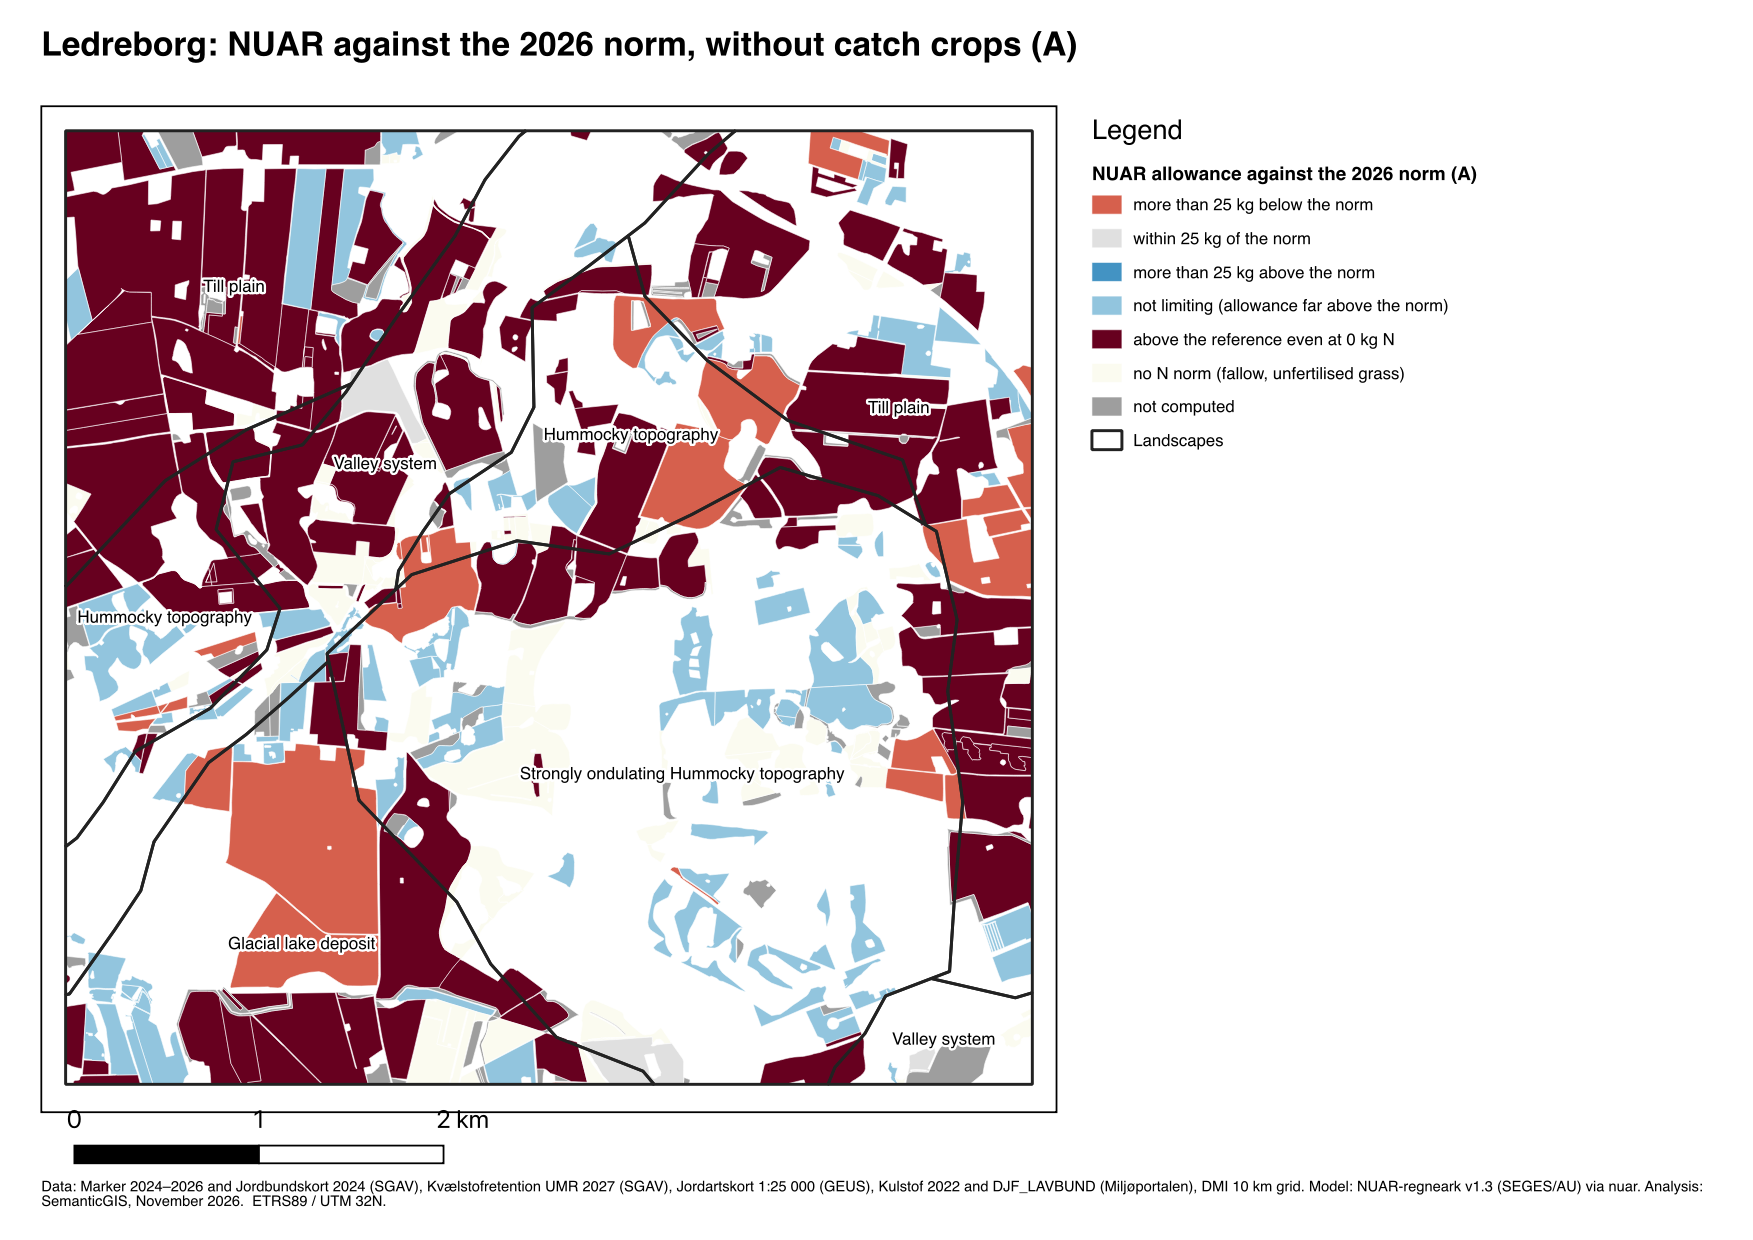 Ledreborg: NUAR against the 2026 norm, without catch crops (A)
Legend
NUAR allowance against the 2026 norm (A)
more than 25 kg below the norm
within 25 kg of the norm
more than 25 kg above the norm
not limiting (allowance far above the norm)
above the reference even at 0 kg N
no N norm (fallow, unfertilised grass)
not computed
Landscapes
Till plain
Till plain
Hummocky topography
Valley system
Hummocky topography
Strongly ondulating Hummocky topography
Glacial lake deposit
Valley system
0 1 2 km
Data: Marker 2024–2026 and Jordbundskort 2024 (SGAV), Kvælstofretention UMR 2027 (SGAV), Jordartskort 1:25 000 (GEUS), Kulstof 2022 and DJF_LAVBUND (Miljøportalen), DMI 10 km grid. Model: NUAR-regneark v1.3 (SEGES/AU) via nuar. Analysis:
SemanticGIS, November 2026.  ETRS89 / UTM 32N.